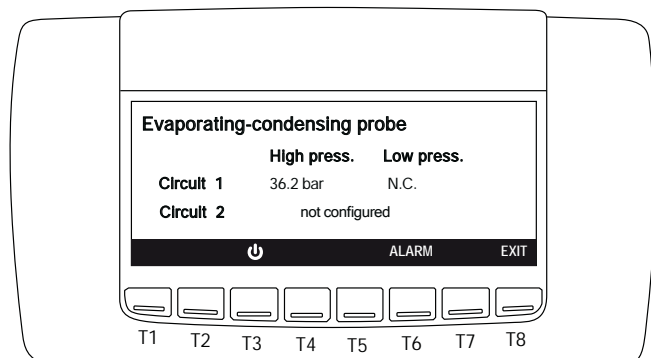 Evaporating-condensing probe
High press. Low press.
Circuit 1 36.2 bar N.C.
Circuit 2 not configured
ALARM EXIT
T1 T2 T3 T4 T5 T6 T7 T8